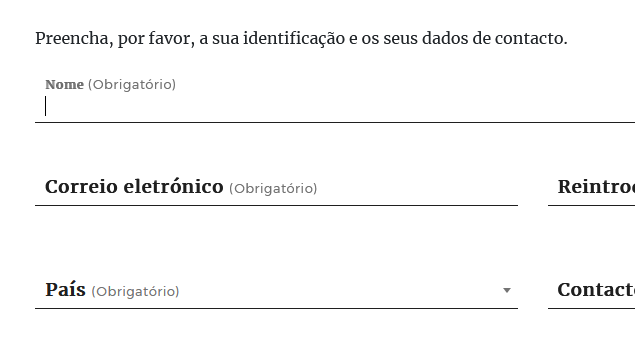 Preencha, por favor, a sua identificação e os seus dados de contacto.
Nome (Obrigatório)
Correio eletrónico (Obrigatório)
País (Obrigatório)